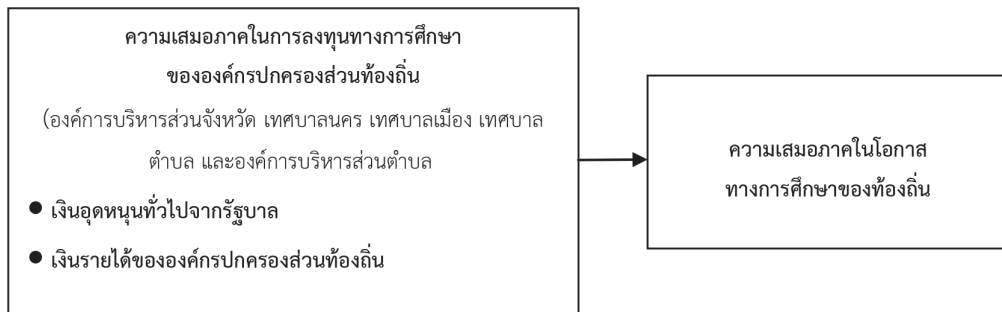 ความเสมอภาคในการลงทุนทางการศึกษา
ขององค์กรปกครองส่วนท้องถิ่น
(องค์การบริหารส่วนจังหวัด เทศบาลนคร เทศบาลเมือง เทศบาล
ตำบล และองค์การบริหารส่วนตำบล
● เงินอุดหนุนทั่วไปจากรัฐบาล
● เงินรายได้ขององค์กรปกครองส่วนท้องถิ่น
ความเสมอภาคในโอกาส
ทางการศึกษาของท้องถิ่น